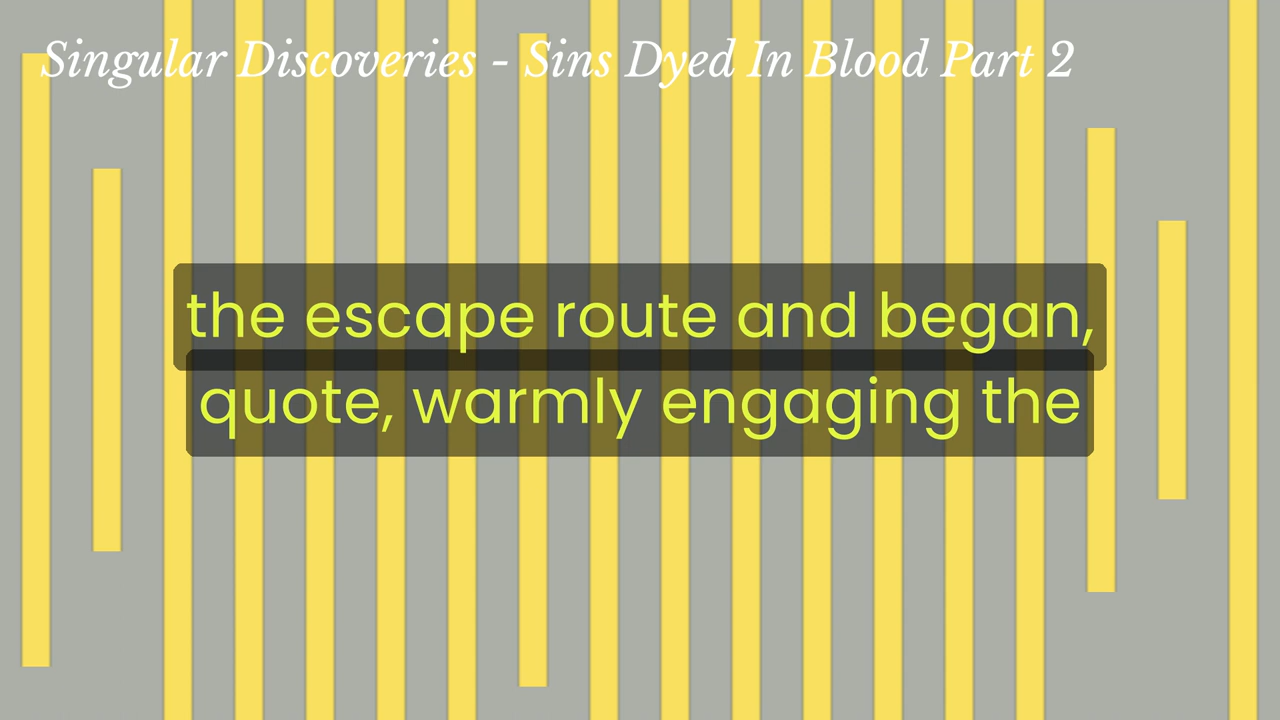 Singular Discoveries - Sins Dyed In Blood Part 2
the escape route and began,
quote, warmly engaging the